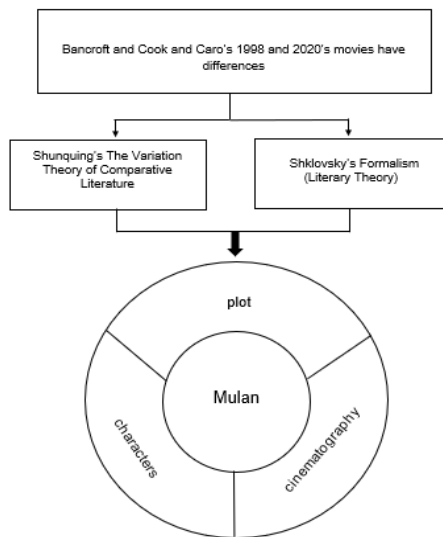 Bancroft and Cook and Caro's 1998 and 2020's movies have
differences
Shunquing's The Variation
Theory of Comparative
Literature
Shklovsky's Formalism
(Literary Theory)
plot
Mulan
characters
cinematography